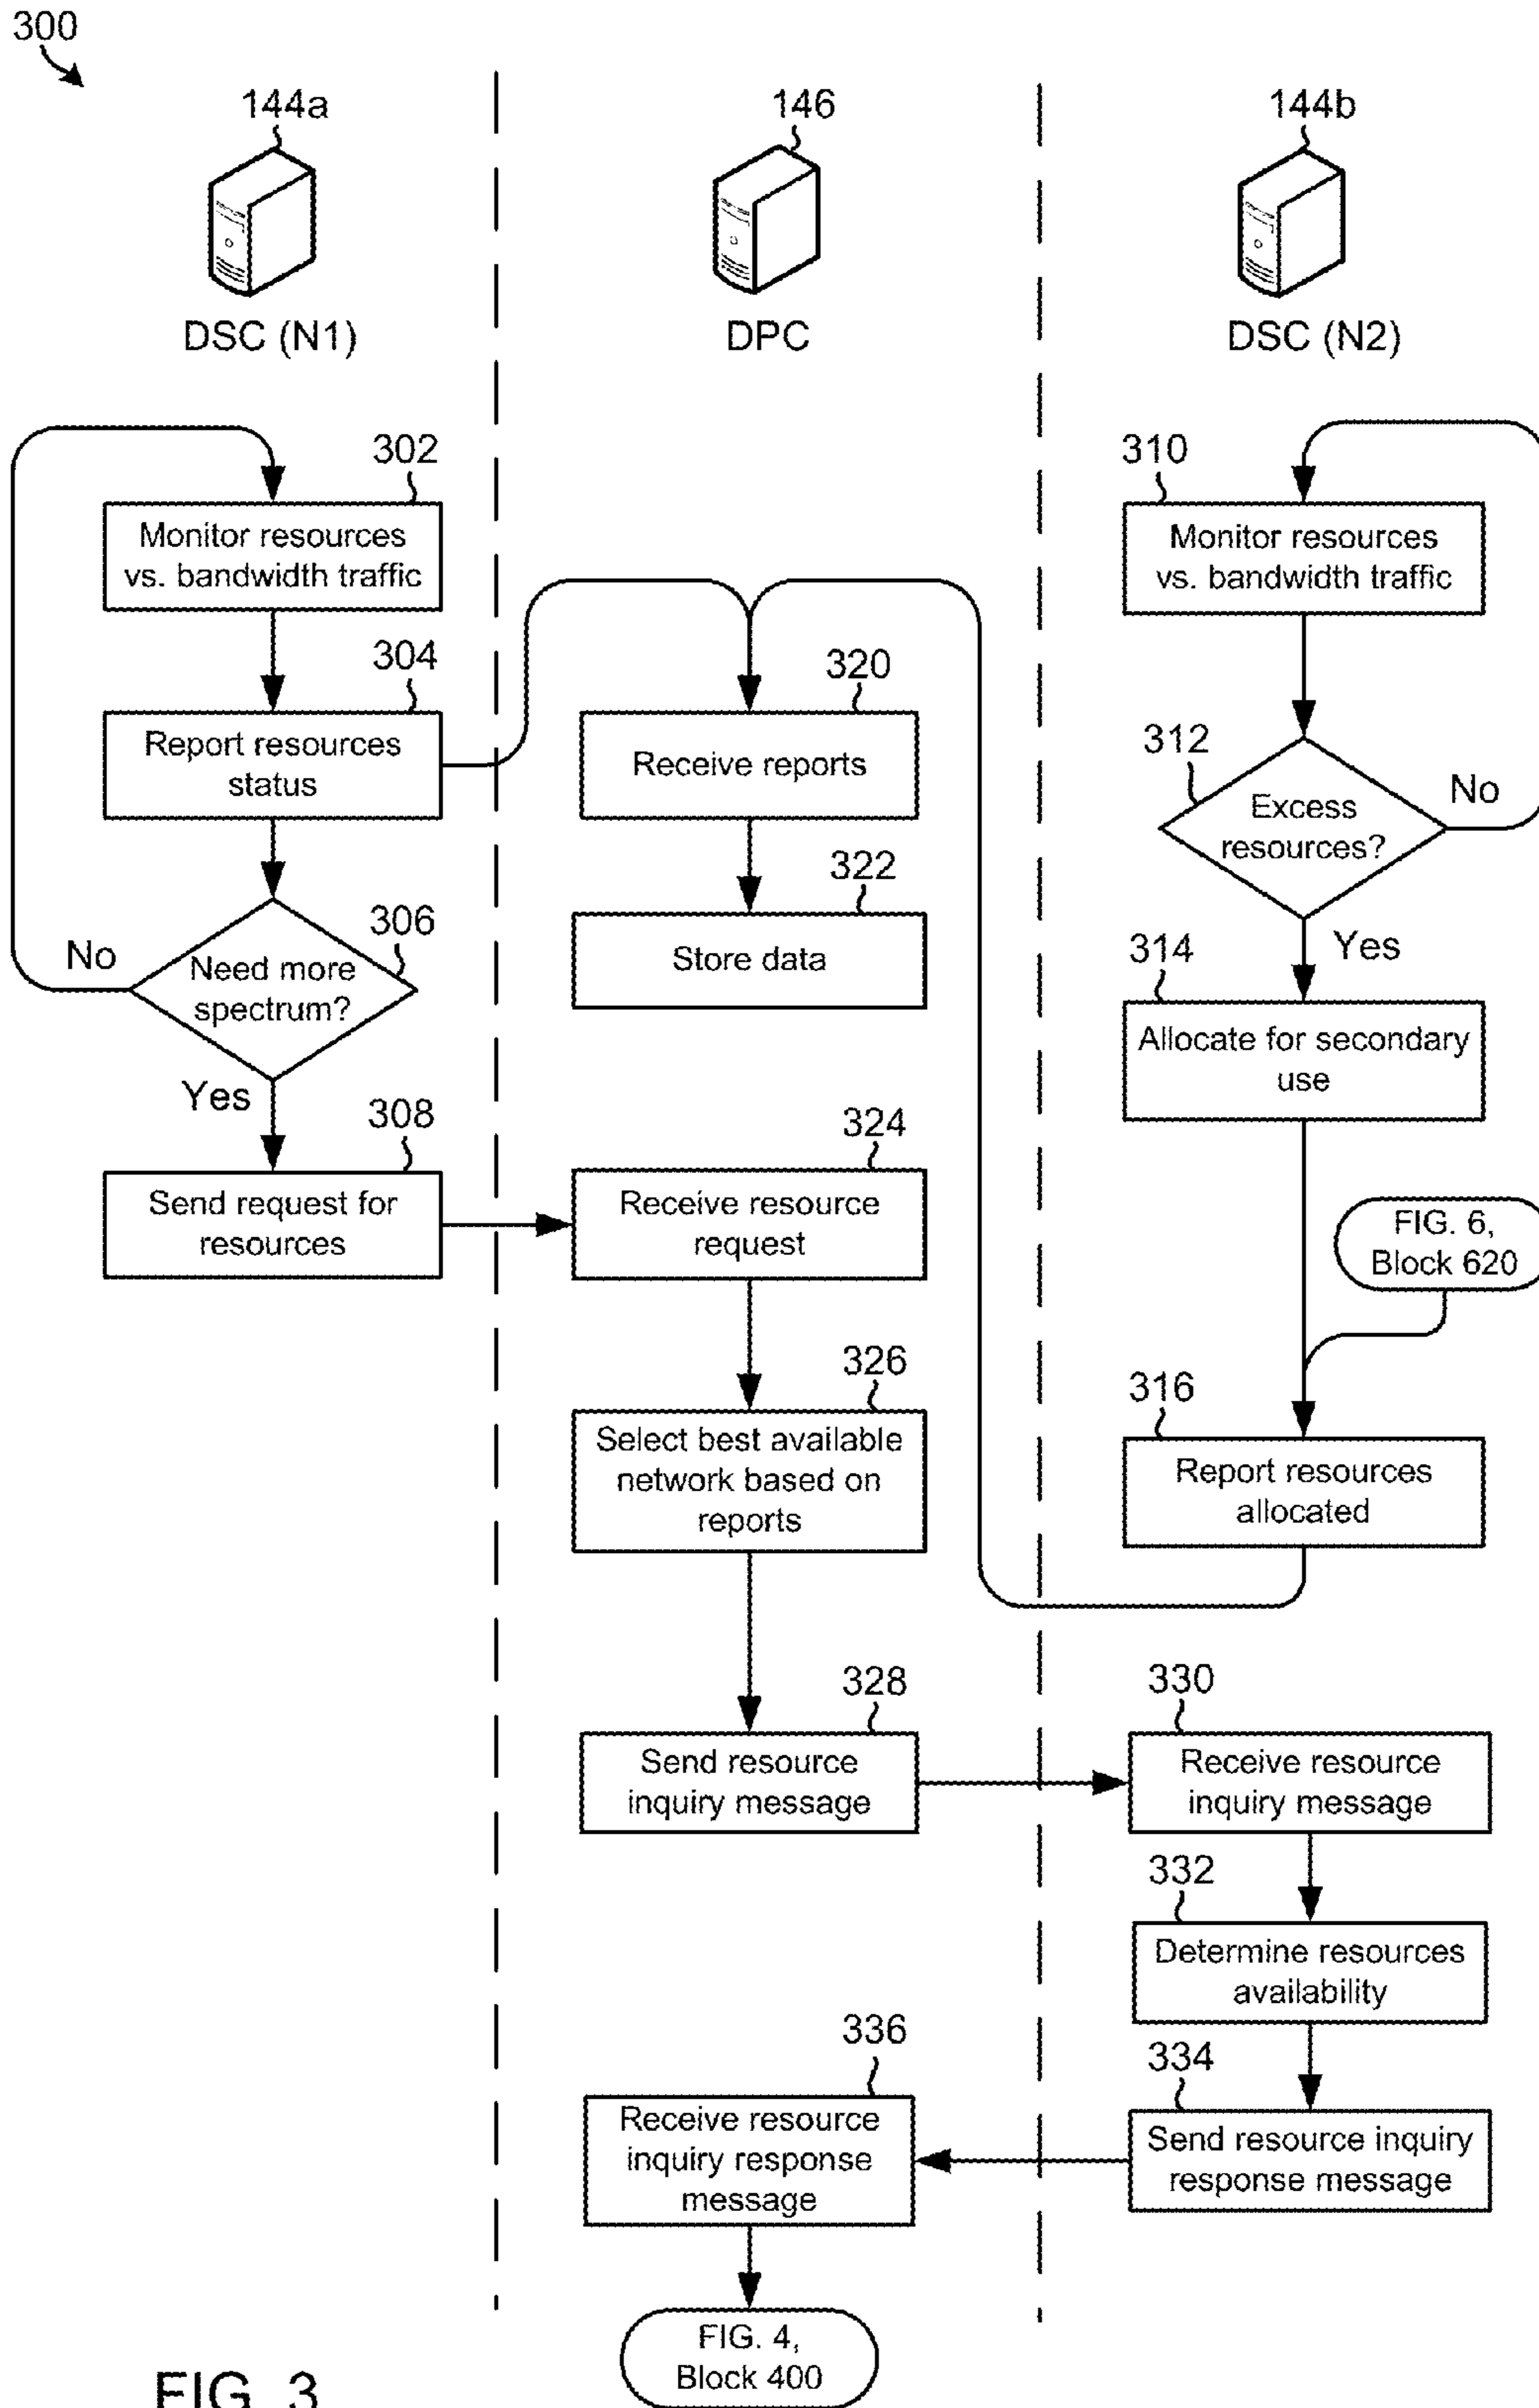 300
144a
146
144b
DSC (N1)
DPC
DSC (N2)
302
Monitor resources
vs. bandwidth traffic
304
Report resources
status
306
No
Need more
spectrum?
Yes
308
Send request for
resources
320
Receive reports
322
Store data
324
Receive resource
request
326
Select best available
network based on
reports
328
Send resource
inquiry message
336
Receive resource
inquiry response
message
FIG. 4,
Block 400
310
Monitor resources
vs. bandwidth traffic
312
Excess
resources?
No
Yes
314
Allocate for secondary
use
FIG. 6,
Block 620
316
Report resources
allocated
330
Receive resource
inquiry message
332
Determine resources
availability
334
Send resource inquiry
response message
FIG. 3